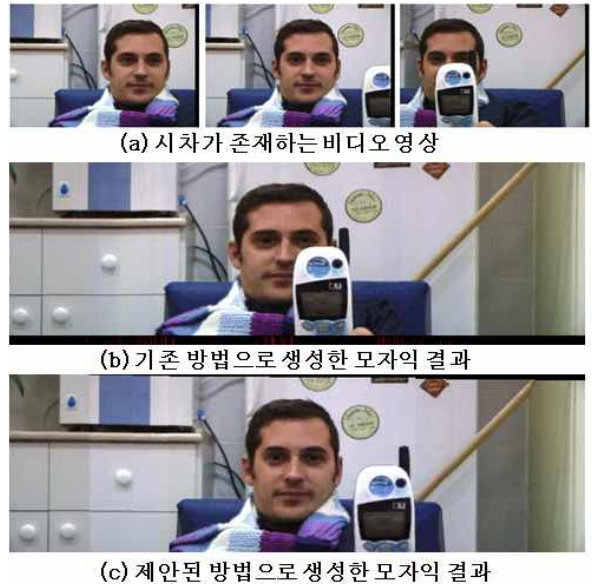 (a) 시차가 존재하는 비디오 영상
(b) 기존 방법으로 생성한 모자익 결과
(c) 제안된 방법으로 생성한 모자익 결과